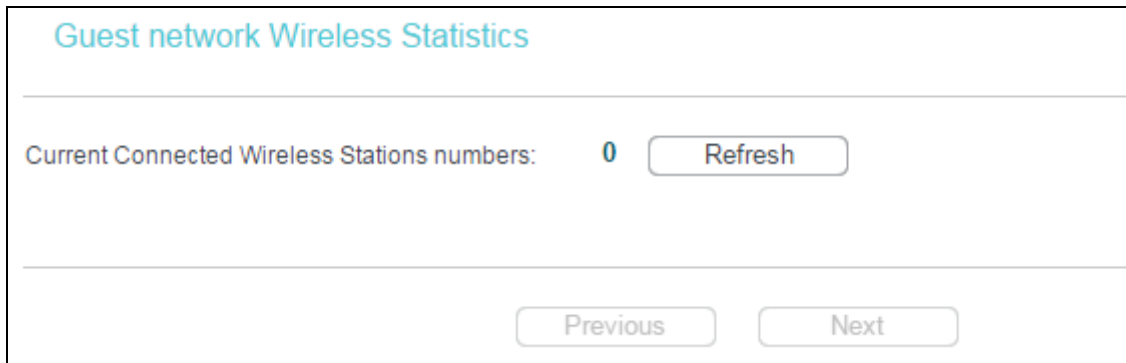 Guest network Wireless Statistics
Current Connected Wireless Stations numbers: 0 Refresh
Previous Next